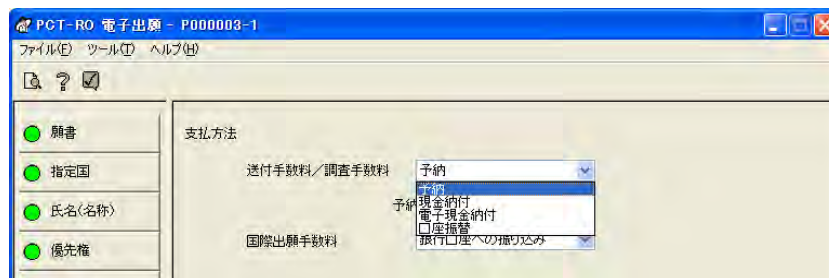 PCT-RO 電子出願 - P000003-1
ファイル(F) ツール(T) ヘルプ(H)
願書
支払方法
指定国
送付手数料/調査手数料
予納
予納
現金納付
電子現金納付
口座振替
氏名(名称)
予納
国際出願手数料
銀行口座への振り込み
優先権